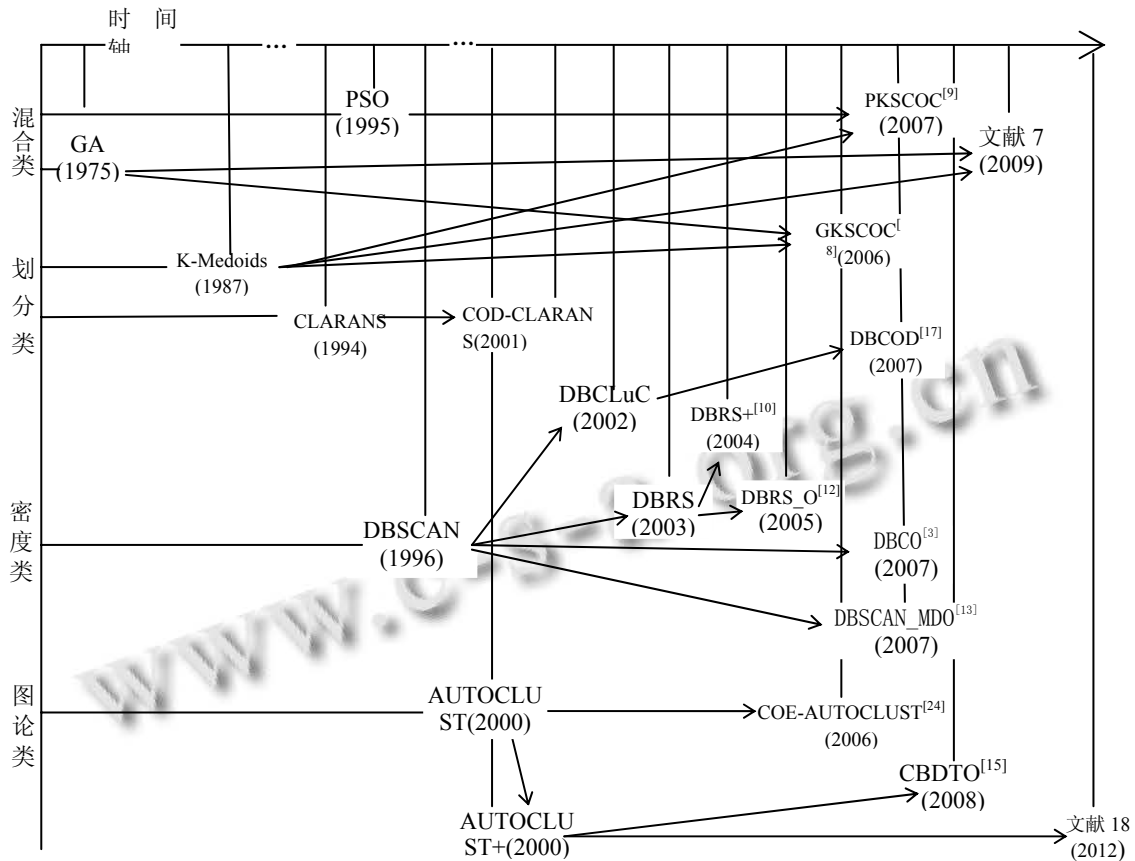 时 间
轴
... ...
混合类
PSO
(1995)
PKSCOC[9]
(2007)
GA
(1975)
文献 7
(2009)
划分类
K-Medoids
(1987)
GKSCOC[
8](2006)
CLARANS
(1994)
COD-CLARAN
S(2001)
DBCOD[17]
(2007)
DBCLuC
(2002)
DBRS+[10]
(2004)
密度类
DBSCAN
(1996)
DBRS
(2003)
DBRS_O[12]
(2005)
DBCO[3]
(2007)
DBSCAN_MDO[13]
(2007)
图论类
AUTOCLU
ST(2000)
COE-AUTOCLUST[24]
(2006)
CBDTO[15]
(2008)
AUTOCLU
ST+(2000)
文献 18
(2012)
www.c-s-a.org.cn